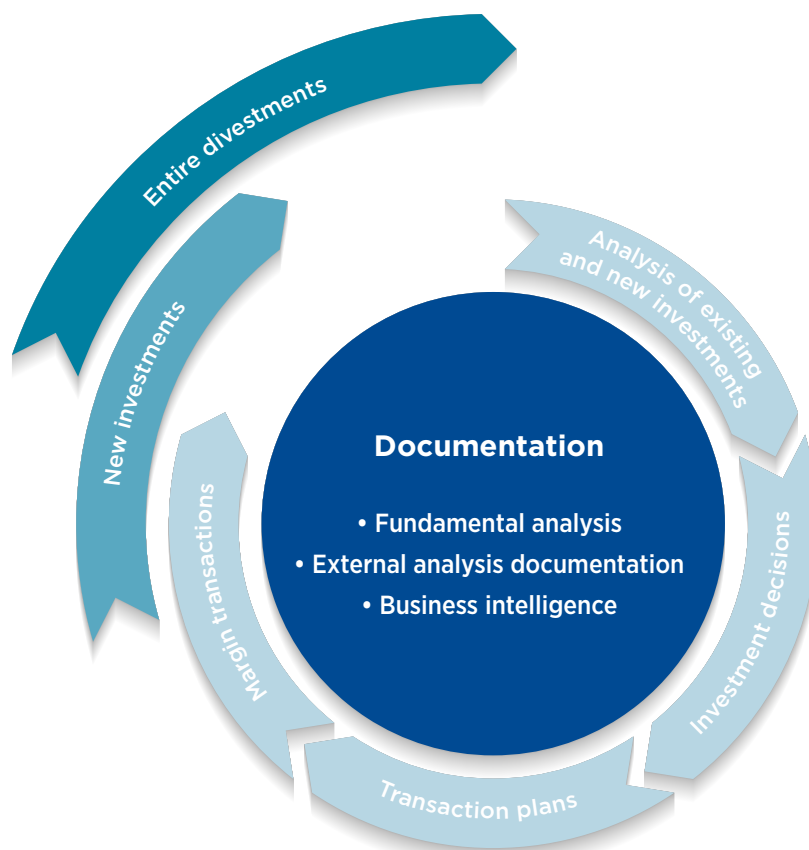 Entire divestments
New investments
Analysis of existing
and new investments
Documentation
• Fundamental analysis
• External analysis documentation
• Business intelligence
Investment decisions
Transaction plans
Margin transactions